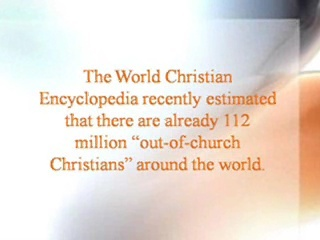 The World Christian
Encyclopedia recently estimated
that there are already 112
million “out-of-church
Christians” around the world.